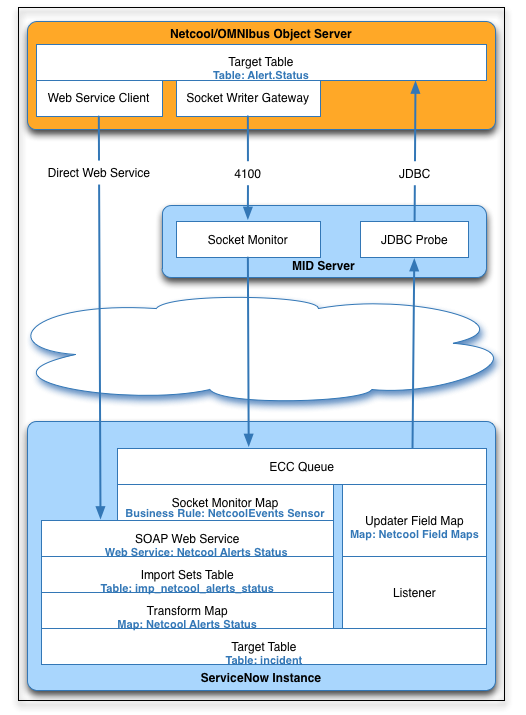 Netcool/OMNIbus Object Server
Target Table
Table: Alert.Status
Web Service Client
Socket Writer Gateway
Direct Web Service
4100
JDBC
Socket Monitor
JDBC Probe
MID Server
ECC Queue
Socket Monitor Map
Business Rule: NetcoolEvents Sensor
Updater Field Map
Map: Netcool Field Maps
SOAP Web Service
Web Service: Netcool Alerts Status
Import Sets Table
Table: imp_netcool_alerts_status
Listener
Transform Map
Map: Netcool Alerts Status
Target Table
Table: incident
ServiceNow Instance